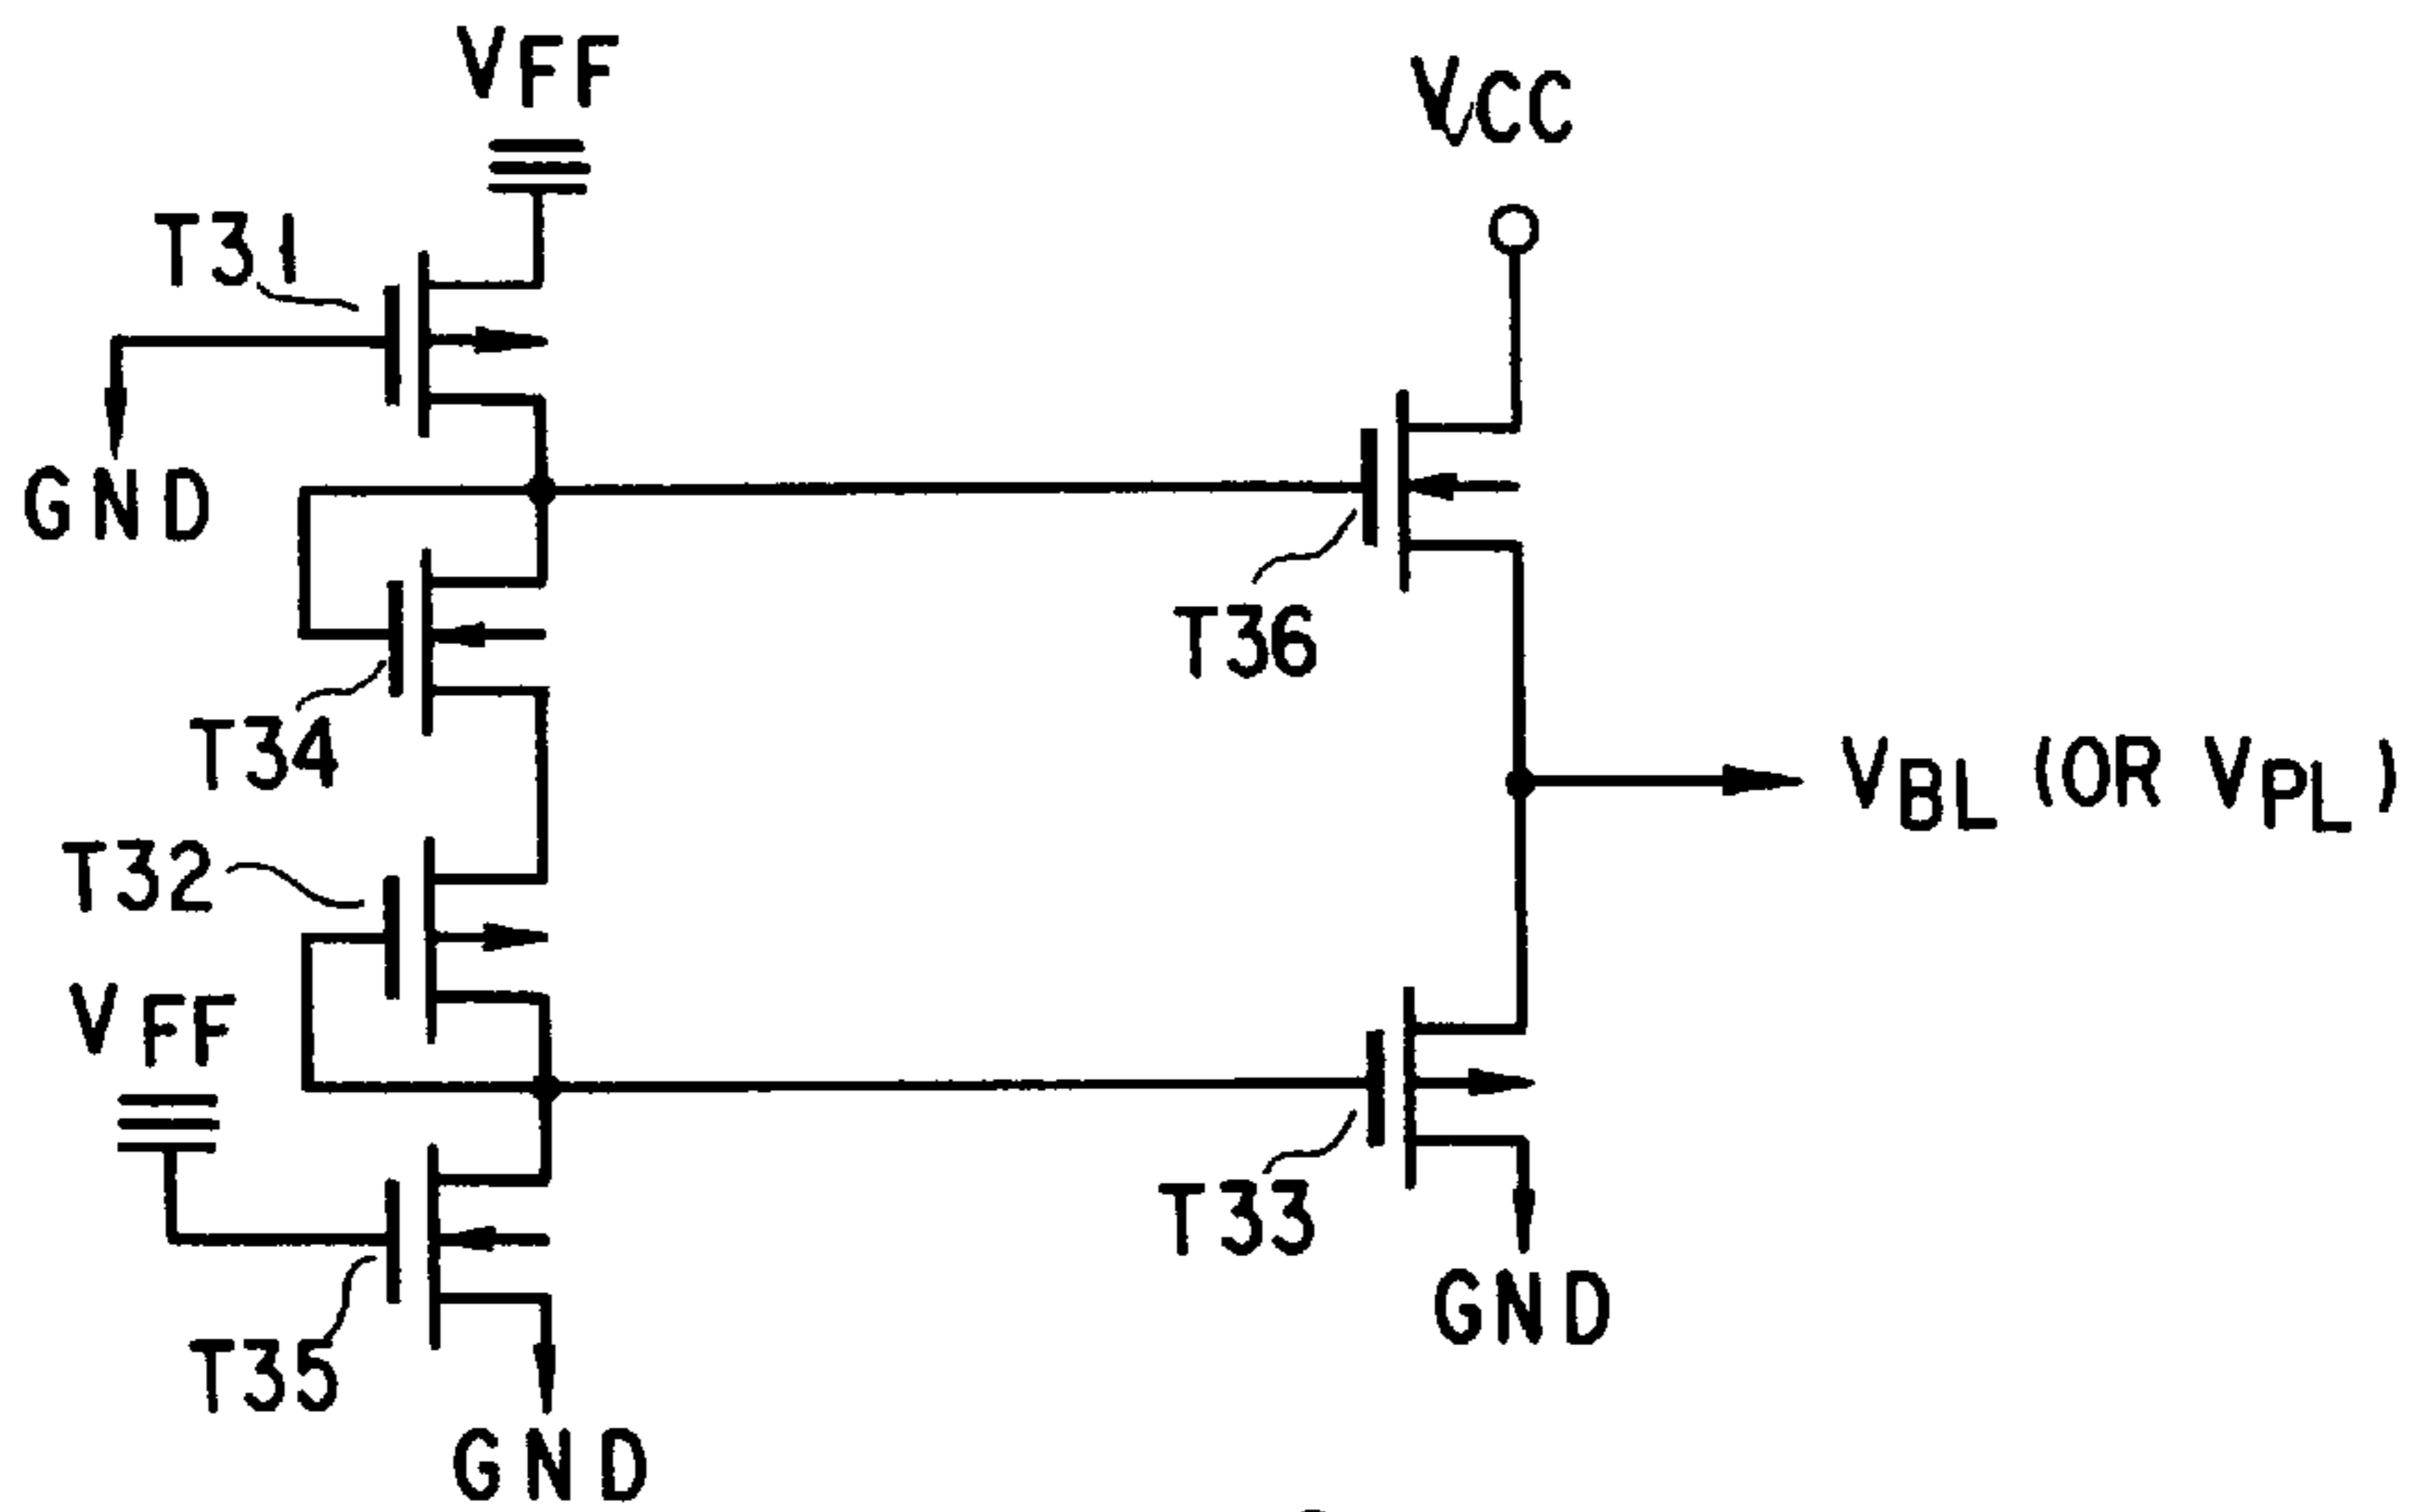 VFF
VCC
T31
GND
T36
T34
VBL (OR VPL)
T32
VFF
T33
GND
T35
GND